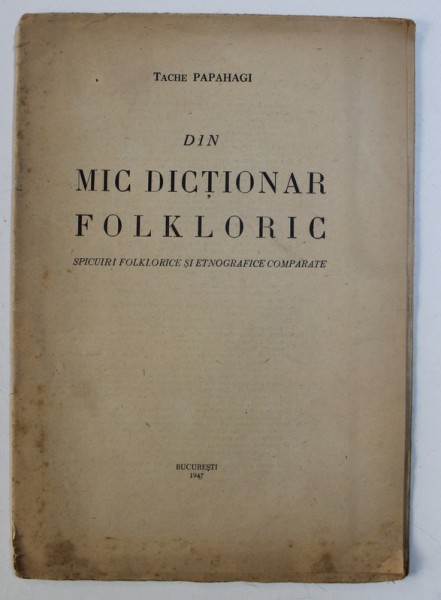 Tache PAPAHAGI
DIN
MIC DICȚIONAR
FOLKLORIC
SPICUIRI FOLKLORICE ȘI ETNOGRAFICE COMPARATE
BUCUREȘTI
1947